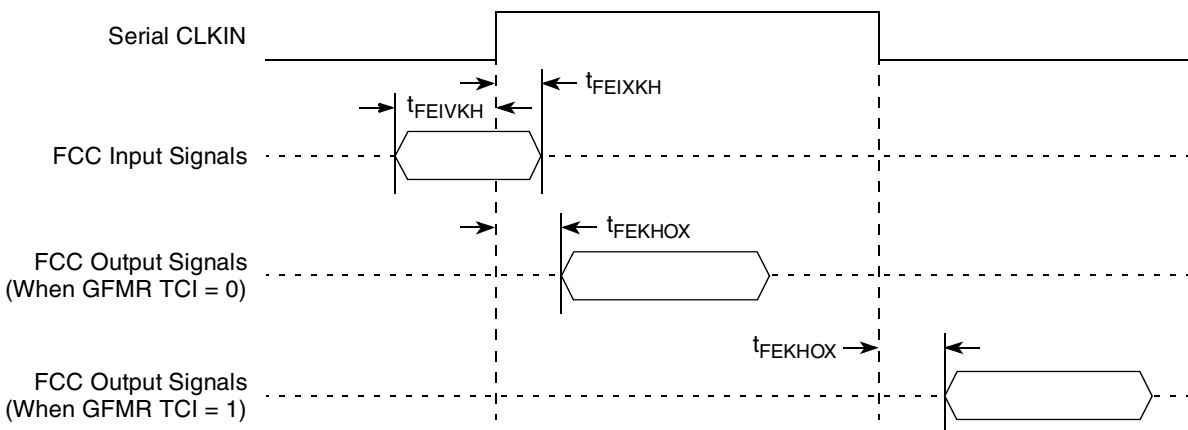 Serial CLKIN
tFEIXKH
tFEIVKH
FCC Input Signals
tFEKHOX
FCC Output Signals
(When GFMR TCI = 0)
tFEKHOX
FCC Output Signals
(When GFMR TCI = 1)